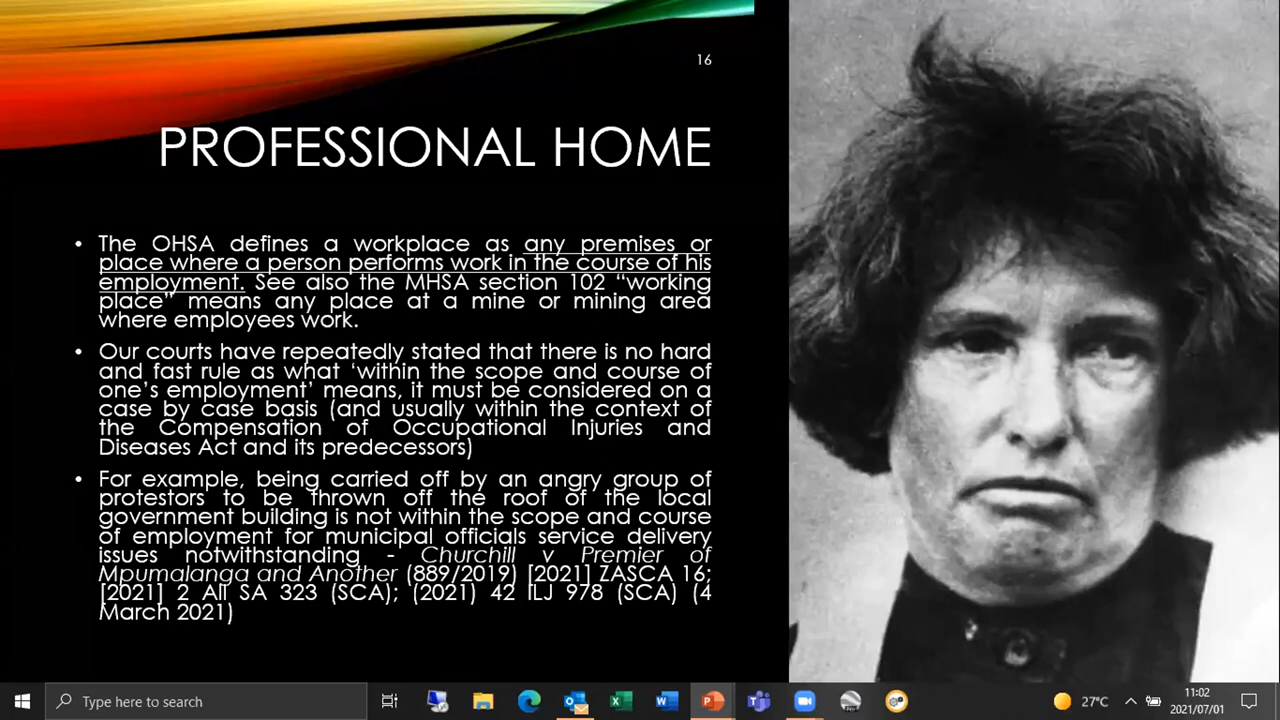 16
PROFESSIONAL HOME
• The OHSA defines a workplace as any premises or
place where a person performs work in the course of his
employment. See also the MHSA section 102 “working
place” means any place at a mine or mining area
where employees work.
• Our courts have repeatedly stated that there is no hard
and fast rule as what ‘within the scope and course of
one’s employment’ means, it must be considered on a
case by case basis (and usually within the context of
the Compensation of Occupational Injuries and
Diseases Act and its predecessors)
• For example, being carried off by an angry group of
protestors to be thrown off the roof of the local
government building is not within the scope and course
of employment for municipal officials service delivery
issues notwithstanding - Churchill v Premier of
Mpumalanga and Another (889/2019) [2021] ZASCA 16;
[2021] 2 All SA 323 (SCA); (2021) 42 ILJ 978 (SCA) (4
March 2021)
Type here to search
27°C
11:02
2021/07/01